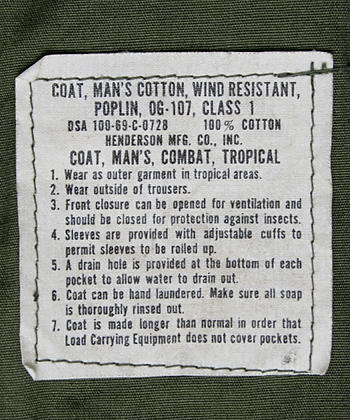 COAT, MAN'S COTTON, WIND RESISTANT,
POPLIN, OG-107, CLASS 1
DSA 100-69-C-0728 100% COTTON
HENDERSON MFG. CO., INC.
COAT, MAN'S, COMBAT, TROPICAL
1. Wear as outer garment in tropical areas.
2. Wear outside of trousers.
3. Front closure can be opened for ventilation and
should be closed for protection against insects.
4. Sleeves are provided with adjustable cuffs to
permit sleeves to be rolled up.
5. A drain hole is provided at the bottom of each
pocket to allow water to drain out.
6. Coat can be hand laundered. Make sure all soap
is thoroughly rinsed out.
7. Coat is made longer than normal in order that
Load Carrying Equipment does not cover pockets.